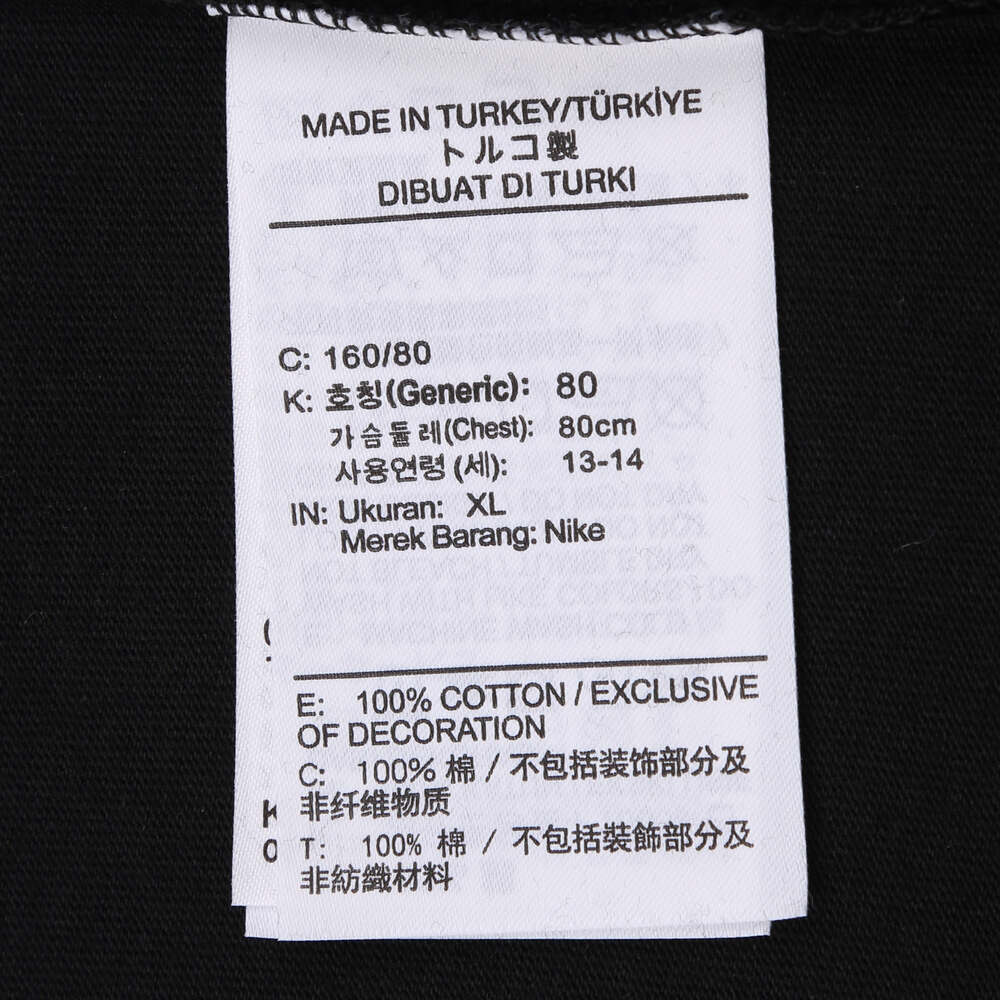 MADE IN TURKEY/TÜRKİYE
トルコ製
DIBUAT DI TURKI
C: 160/80
K: 호칭(Generic): 80
가슴둘레(Chest): 80cm
사용연령(세): 13-14
IN: Ukuran: XL
Merek Barang: Nike
E: 100% COTTON / EXCLUSIVE
OF DECORATION
C: 100% 棉 / 不包括装饰部分及
非纤维物质
T: 100% 棉 / 不包括裝飾部分及
非紡織材料